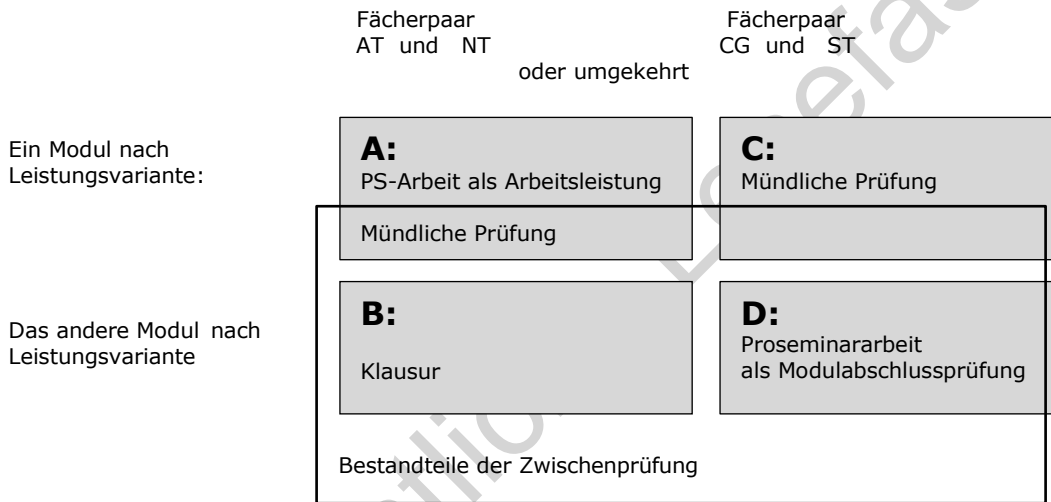 Fächerpaar
AT und NT
Fächerpaar
CG und ST
oder umgekehrt
Ein Modul nach
Leistungsvariante:
A:
PS-Arbeit als Arbeitsleistung
Mündliche Prüfung
C:
Mündliche Prüfung
Das andere Modul nach
Leistungsvariante
B:
Klausur
D:
Proseminararbeit
als Modulabschlussprüfung
Bestandteile der Zwischenprüfung